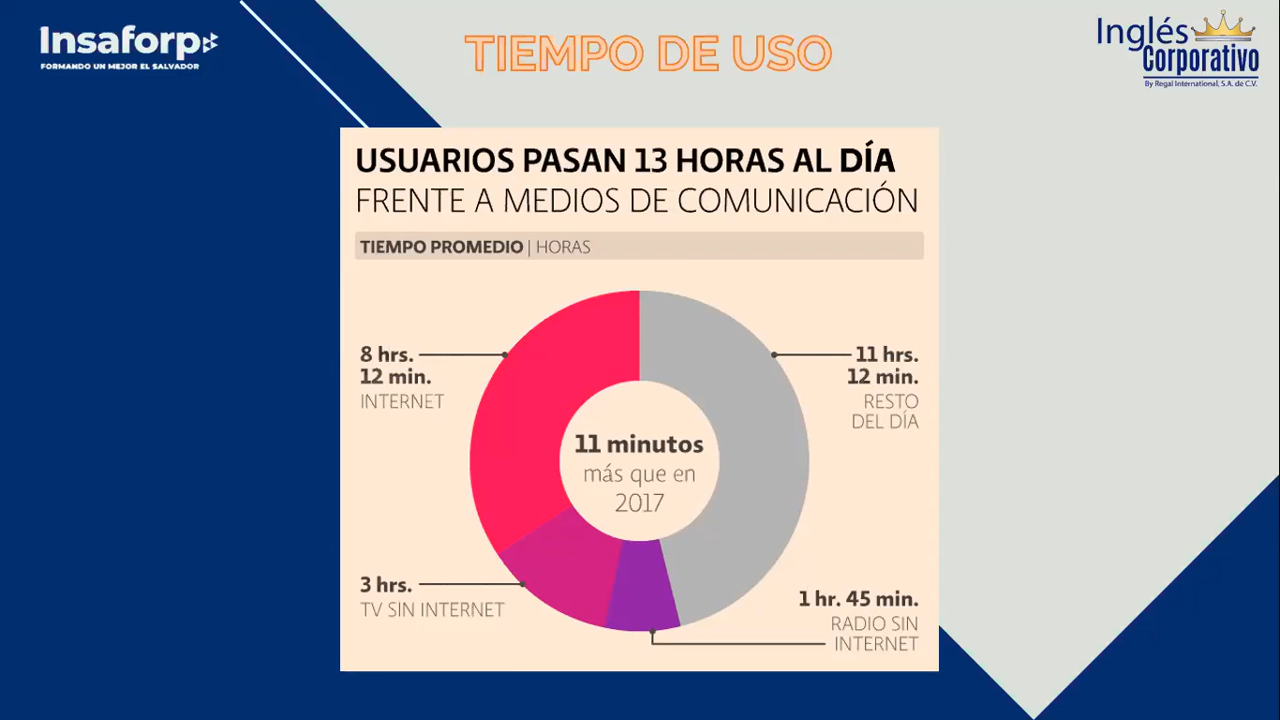 Insaforp
FORMANDO UN MEJOR EL SALVADOR
TIEMPO DE USO
Inglés
Corporativo
By Regal International, S.A. de C.V.
USUARIOS PASAN 13 HORAS AL DÍA
FRENTE A MEDIOS DE COMUNICACIÓN
TIEMPO PROMEDIO | HORAS
8 hrs.
12 min.
INTERNET
11 hrs.
12 min.
RESTO
DEL DÍA
11 minutos
más que en
2017
3 hrs.
TV SIN INTERNET
1 hr. 45 min.
RADIO SIN
INTERNET